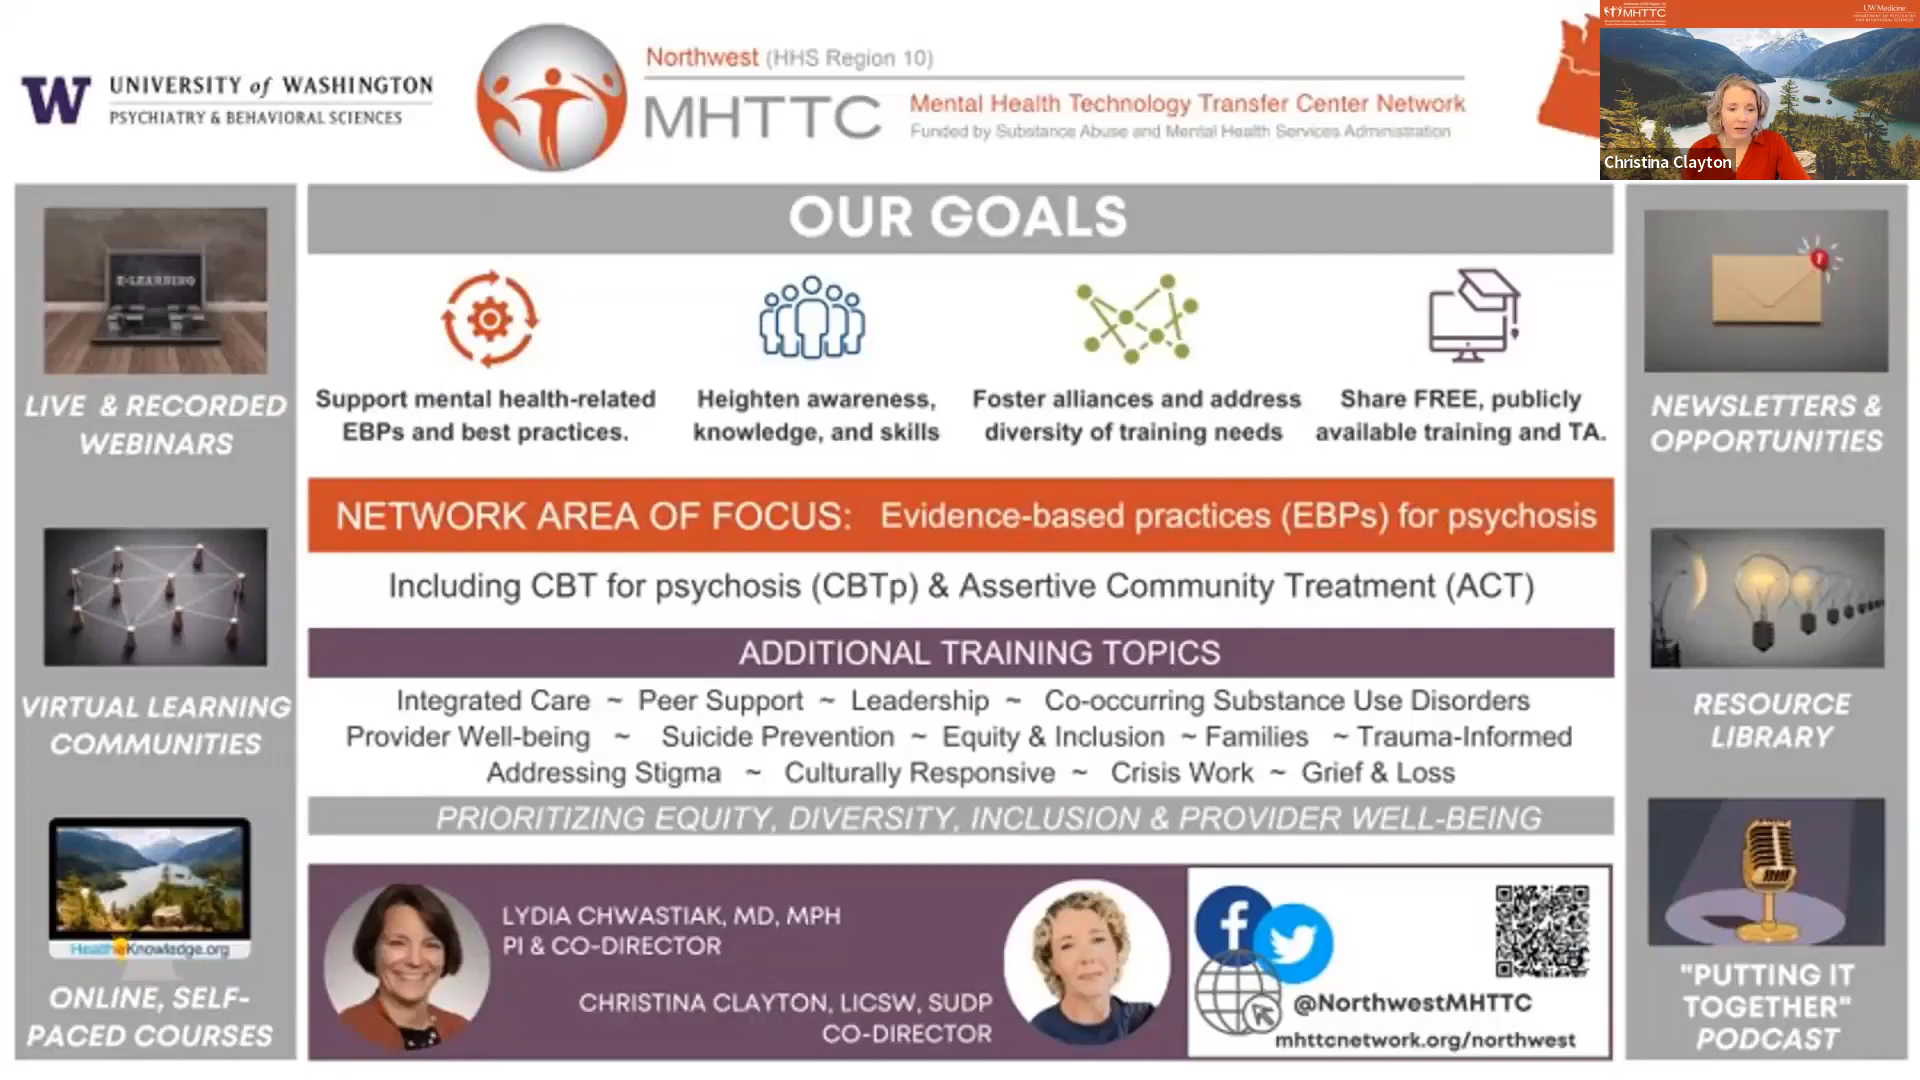 UNIVERSITY of WASHINGTON
PSYCHIATRY & BEHAVIORAL SCIENCES
Northwest (HHS Region 10)
MHTTC
Mental Health Technology Transfer Center Network
Funded by Substance Abuse and Mental Health Services Administration
MHTTC
UW Medicine
Christina Clayton
E-LEARNING
LIVE & RECORDED
WEBINARS
VIRTUAL LEARNING
COMMUNITIES
HealtheKnowledge.org
ONLINE, SELF-
PACED COURSES
OUR GOALS
Support mental health-related
EBPs and best practices.
Heighten awareness,
knowledge, and skills
Foster alliances and address
diversity of training needs
Share FREE, publicly
available training and TA.
NETWORK AREA OF FOCUS: Evidence-based practices (EBPs) for psychosis
Including CBT for psychosis (CBTp) & Assertive Community Treatment (ACT)
ADDITIONAL TRAINING TOPICS
Integrated Care ~ Peer Support ~ Leadership ~ Co-occurring Substance Use Disorders
Provider Well-being ~ Suicide Prevention ~ Equity & Inclusion ~ Families ~ Trauma-Informed
Addressing Stigma ~ Culturally Responsive ~ Crisis Work ~ Grief & Loss
PRIORITIZING EQUITY, DIVERSITY, INCLUSION & PROVIDER WELL-BEING
LYDIA CHWASTIAK, MD, MPH
PI & CO-DIRECTOR
CHRISTINA CLAYTON, LICSW, SUDP
CO-DIRECTOR
@NorthwestMHTTC
mhttcnetwork.org/northwest
NEWSLETTERS &
OPPORTUNITIES
RESOURCE
LIBRARY
"PUTTING IT
TOGETHER"
PODCAST